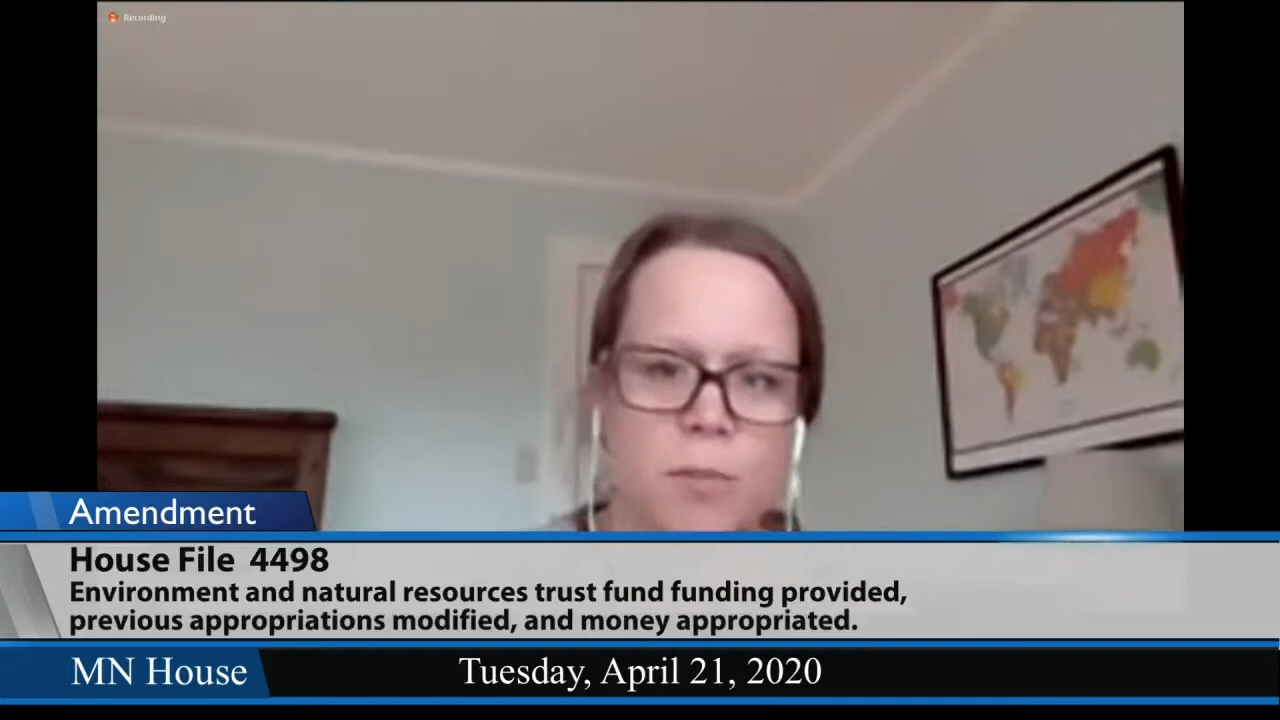 Recording
Amendment
House File 4498
Environment and natural resources trust fund funding provided,
previous appropriations modified, and money appropriated.
MN House
Tuesday, April 21, 2020